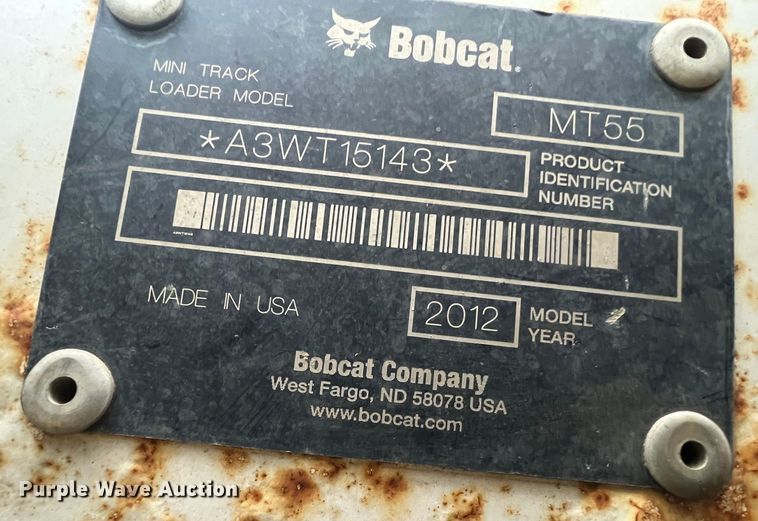 Bobcat®
MINI TRACK
LOADER MODEL
MT55
*A3WT15143*
PRODUCT
IDENTIFICATION
NUMBER
MADE IN USA
2012
MODEL
YEAR
Bobcat Company
West Fargo, ND 58078 USA
www.bobcat.com
Purple Wave Auction